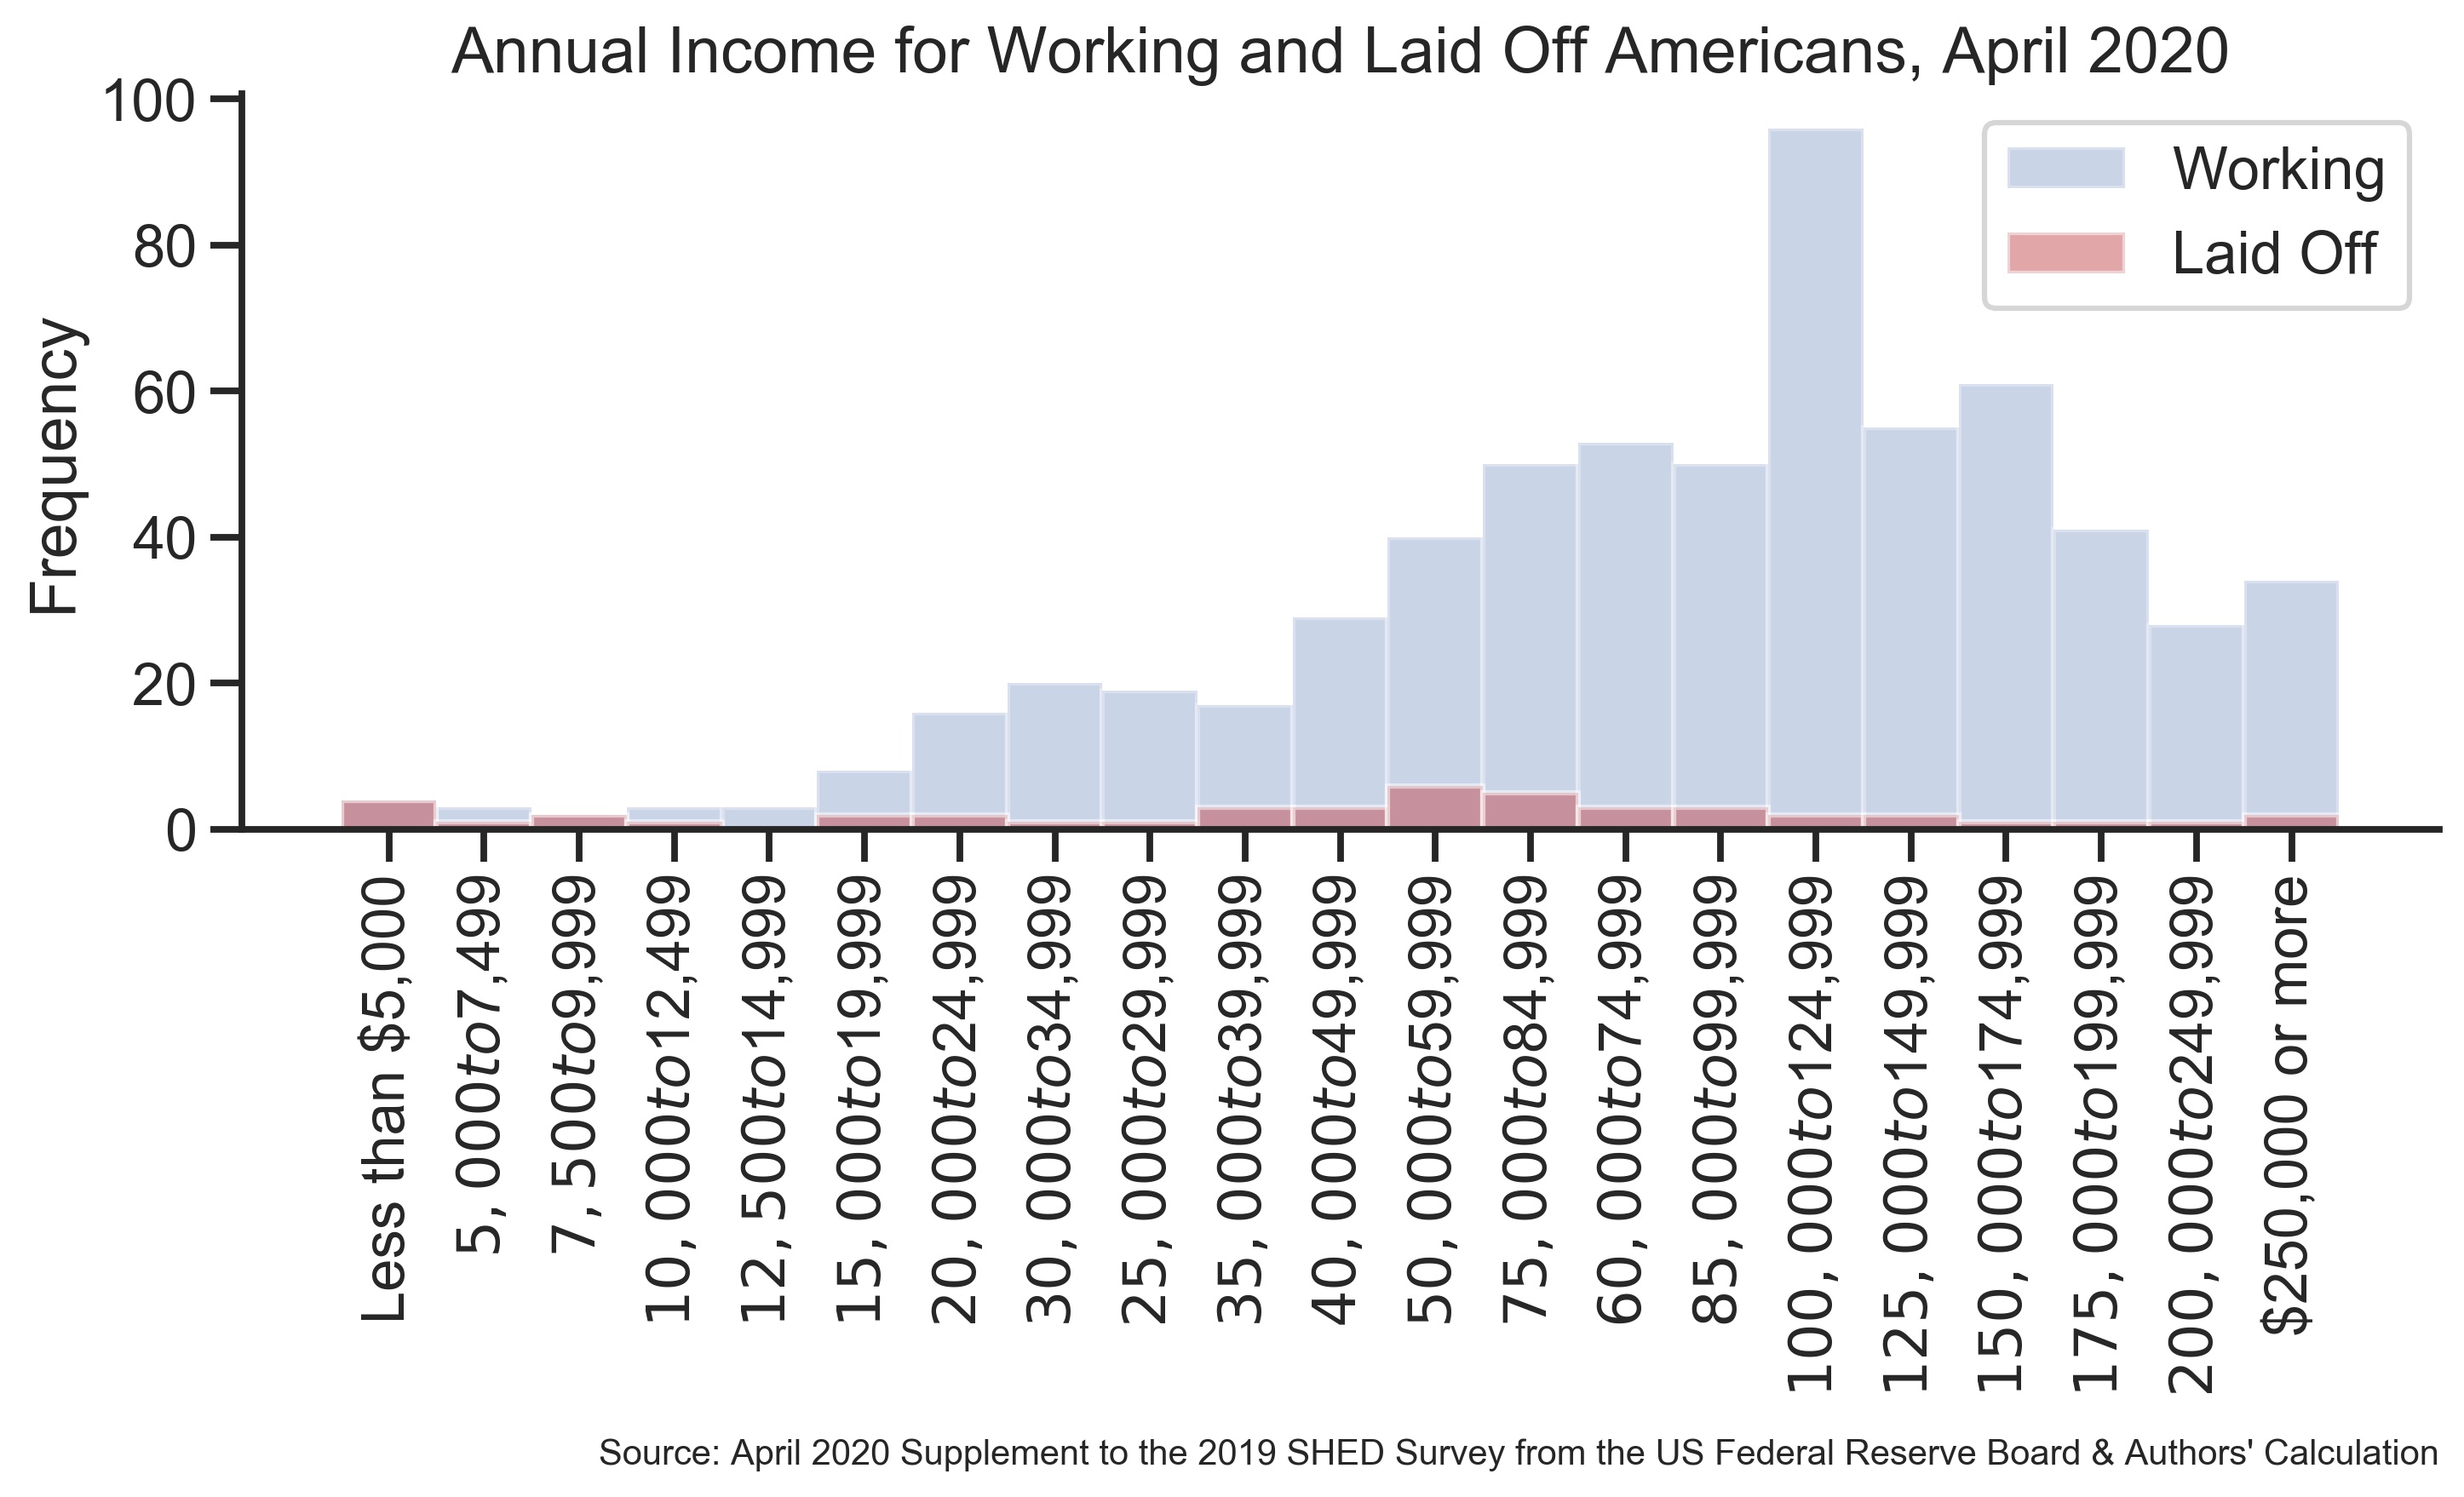 Annual Income for Working and Laid Off Americans, April 2020
100
80
60
40
20
0
Frequency
Working
Laid Off
Less than $5,000
5,000to7,499
7,500to9,999
10,000to12,499
12,500to14,999
15,000to19,999
20,000to24,999
30,000to34,999
25,000to29,999
35,000to39,999
40,000to49,999
50,000to59,999
75,000to84,999
60,000to74,999
85,000to99,999
100,000to124,999
125,000to149,999
150,000to174,999
175,000to199,999
200,000to249,999
$250,000 or more
Source: April 2020 Supplement to the 2019 SHED Survey from the US Federal Reserve Board & Authors' Calculation